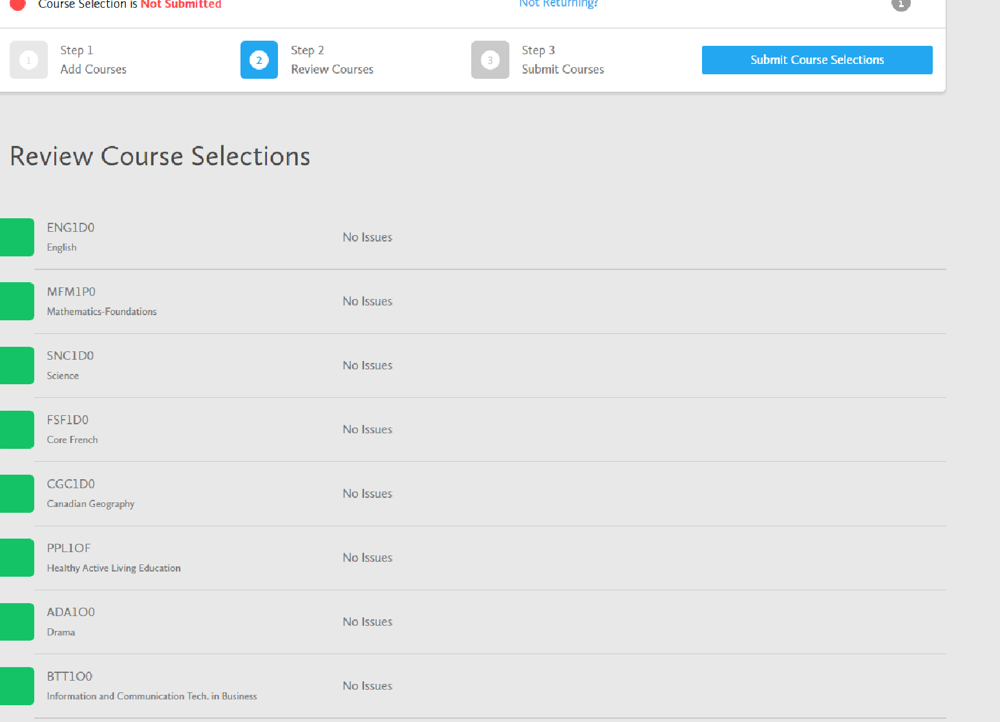 Course Selection is Not Submitted
Not Returning?
1
1
Step 1
Add Courses
2
Step 2
Review Courses
3
Step 3
Submit Courses
Submit Course Selections
Review Course Selections
ENG1D0
English
No Issues
MFM1P0
Mathematics-Foundations
No Issues
SNC1D0
Science
No Issues
FSF1D0
Core French
No Issues
CGC1D0
Canadian Geography
No Issues
PPL1OF
Healthy Active Living Education
No Issues
ADA1O0
Drama
No Issues
BTT1O0
Information and Communication Tech. in Business
No Issues